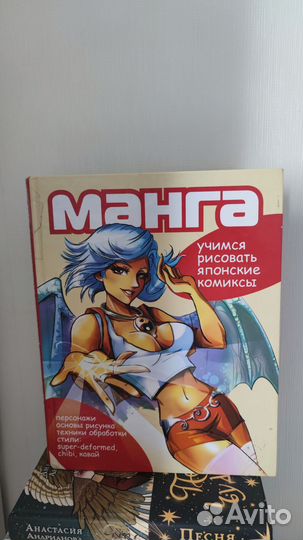 манга
учимся
рисовать
японские
комиксы
персонажи
основы рисунка
техники обработки
стили:
super-deformed,
chibi, кавай
Анастасия
Андрианова
Песня
Avito